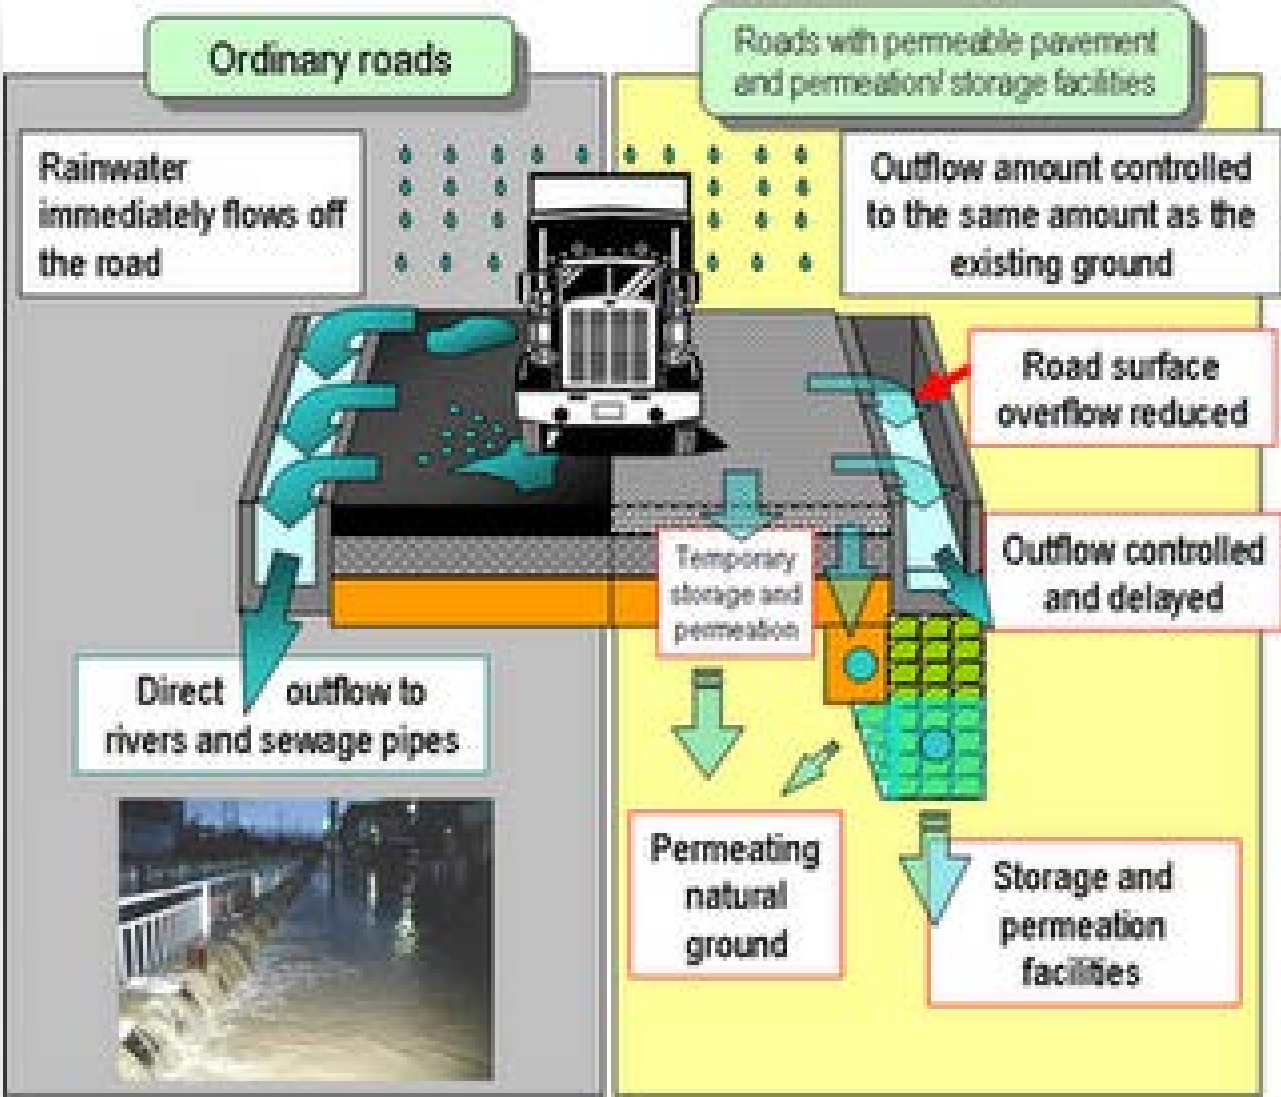 Ordinary roads
Rainwater
immediately flows off
the road
Direct outflow to
rivers and sewage pipes
Roads with permeable pavement
and permeation/ storage facilities
Outflow amount controlled
to the same amount as the
existing ground
Road surface
overflow reduced
Outflow controlled
and delayed
Temporary
storage and
permeation
Permeating
natural
ground
Storage and
permeation
facilities